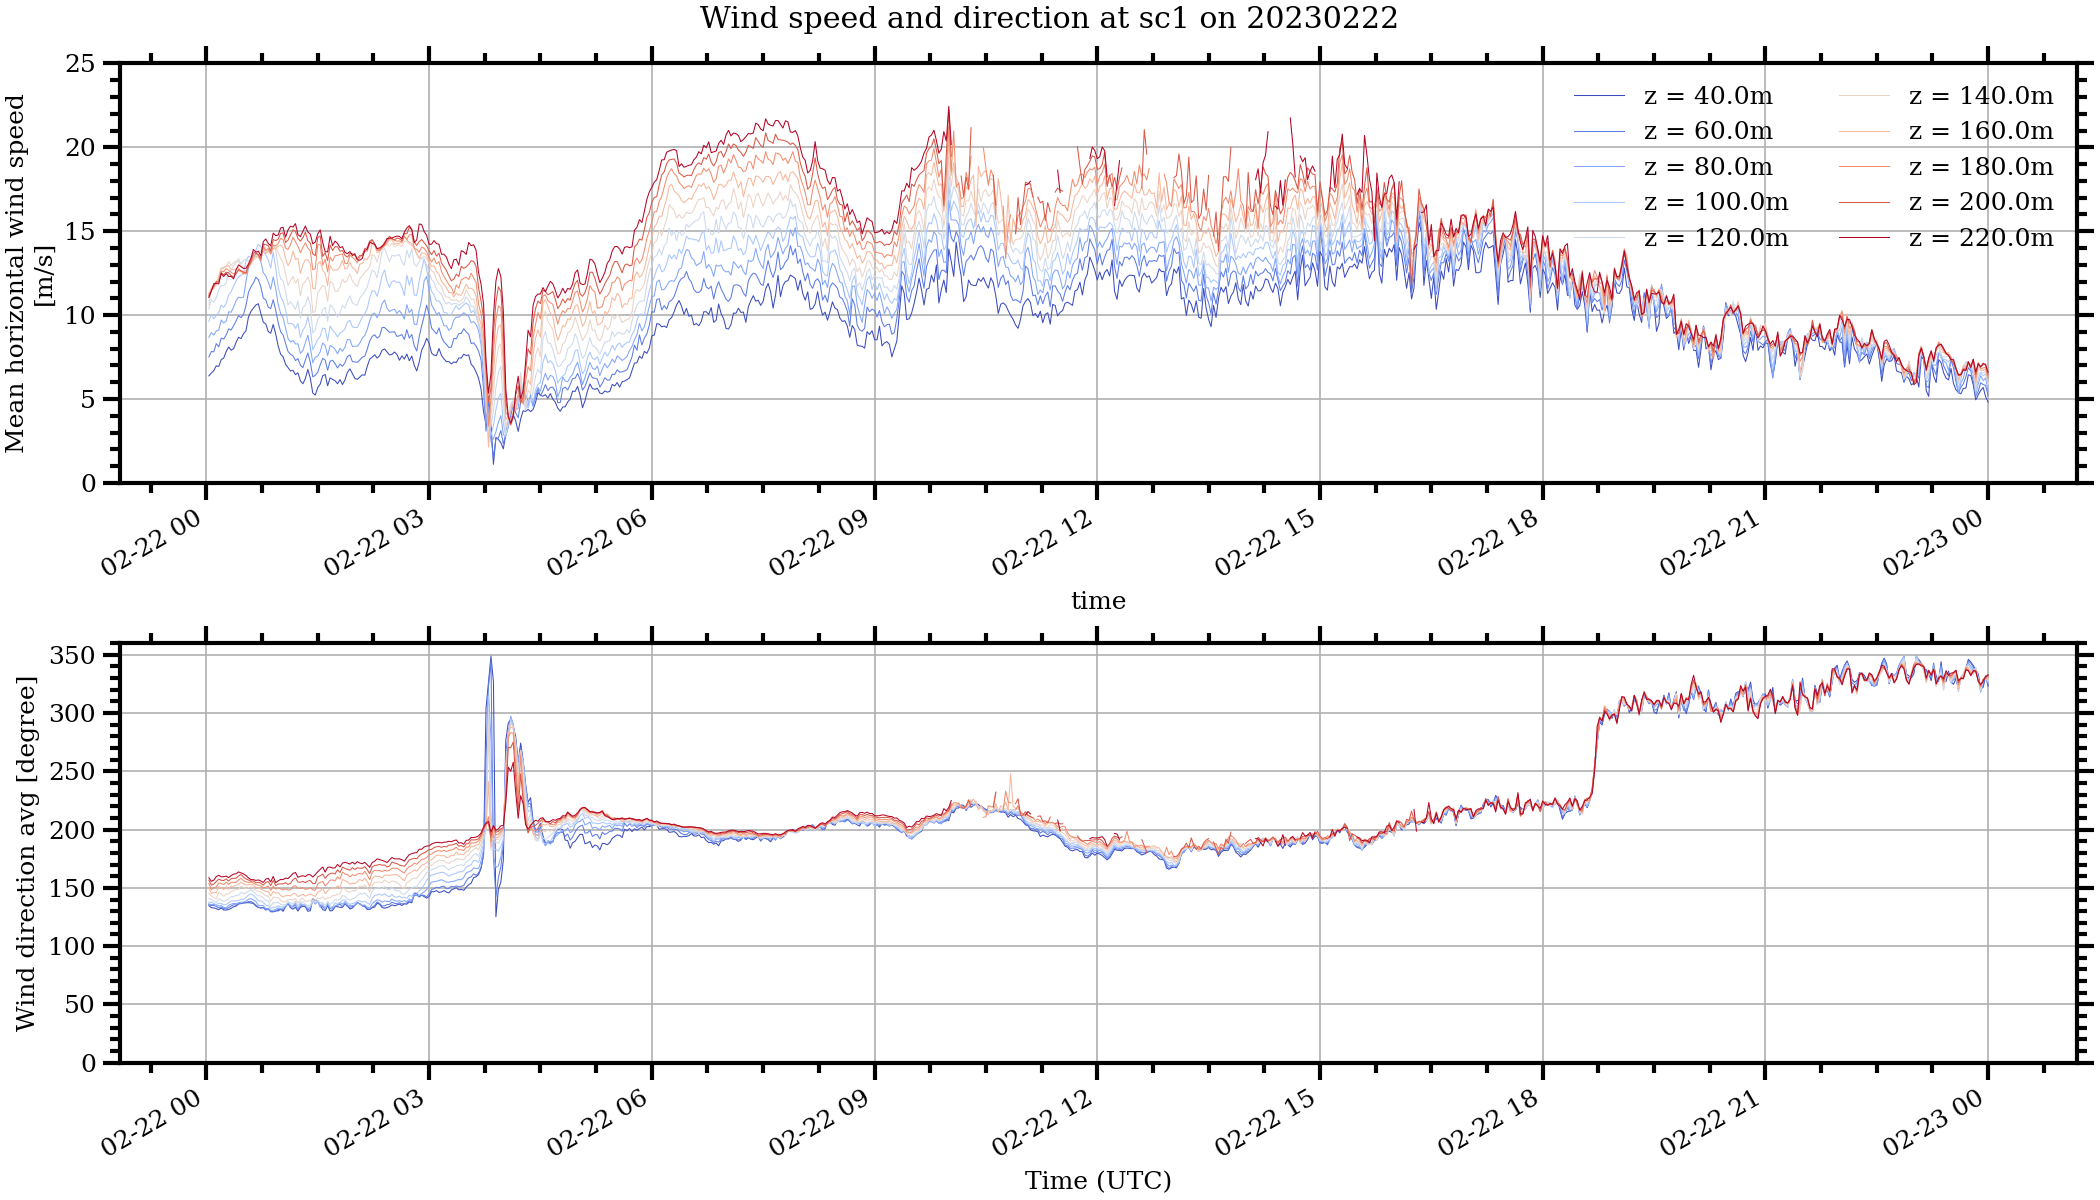 Wind speed and direction at sc1 on 20230222
Mean horizontal wind speed
[m/s]
25
20
15
10
5
0
z = 40.0m
z = 60.0m
z = 80.0m
z = 100.0m
z = 120.0m
z = 140.0m
z = 160.0m
z = 180.0m
z = 200.0m
z = 220.0m
02-22 00
02-22 03
02-22 06
02-22 09
02-22 12
02-22 15
02-22 18
02-22 21
02-23 00
time
Wind direction avg [degree]
350
300
250
200
150
100
50
0
02-22 00
02-22 03
02-22 06
02-22 09
02-22 12
02-22 15
02-22 18
02-22 21
02-23 00
Time (UTC)